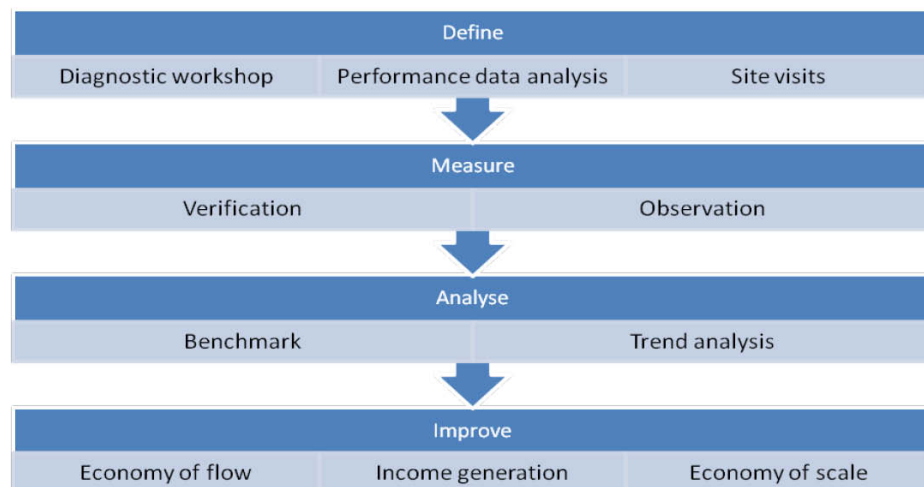 Define
Diagnostic workshop Performance data analysis Site visits
Measure
Verification Observation
Analyse
Benchmark Trend analysis
Improve
Economy of flow Income generation Economy of scale